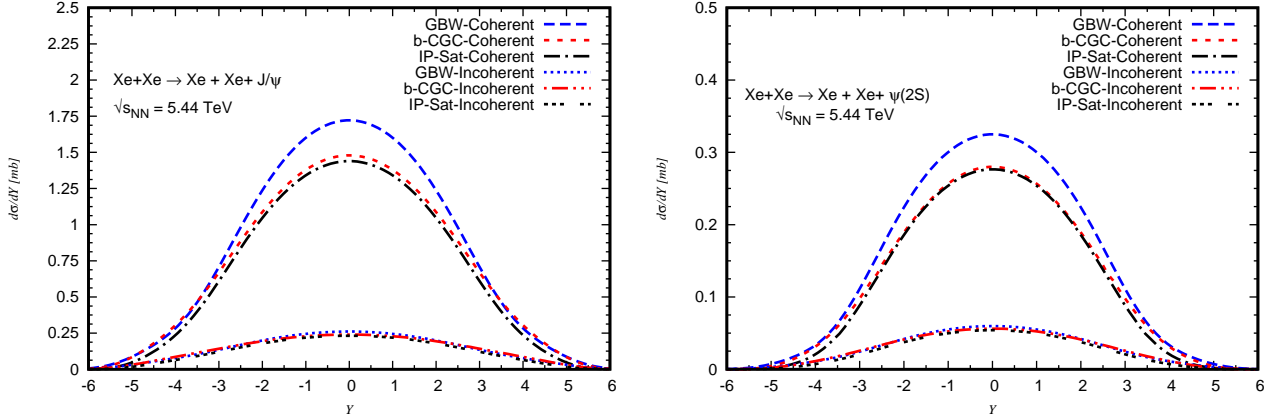 2.5
2.25
2
1.75
1.5
1.25
1
0.75
0.5
0.25
0
dσ/dY [mb]
GBW-Coherent
b-CGC-Coherent
IP-Sat-Coherent
GBW-Incoherent
b-CGC-Incoherent
IP-Sat-Incoherent
Xe+Xe → Xe + Xe+ J/ψ
√sNN = 5.44 TeV
-6 -5 -4 -3 -2 -1 0 1 2 3 4 5 6
Y
0.5
0.4
0.3
0.2
0.1
0
dσ/dY [mb]
GBW-Coherent
b-CGC-Coherent
IP-Sat-Coherent
GBW-Incoherent
b-CGC-Incoherent
IP-Sat-Incoherent
Xe+Xe → Xe + Xe+ ψ(2S)
√sNN = 5.44 TeV
-6 -5 -4 -3 -2 -1 0 1 2 3 4 5 6
Y